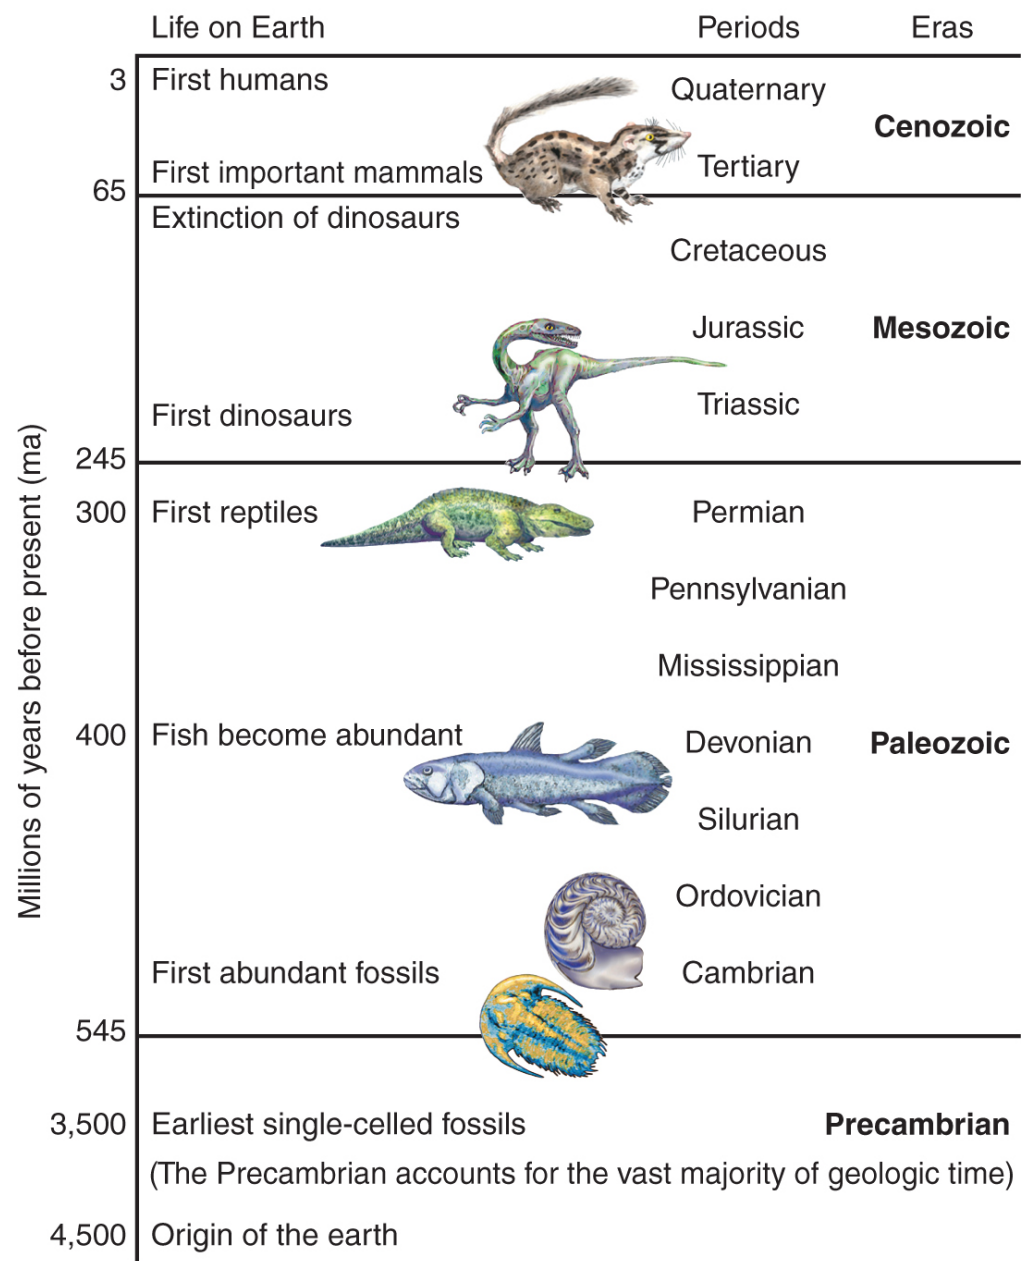 Life on Earth Periods Eras
3 First humans Quaternary
Cenozoic
First important mammals Tertiary
65
Extinction of dinosaurs
Cretaceous
Jurassic Mesozoic
First dinosaurs Triassic
245
300 First reptiles Permian
Pennsylvanian
Mississippian
400 Fish become abundant Devonian Paleozoic
Silurian
Ordovician
First abundant fossils Cambrian
545
3,500 Earliest single-celled fossils Precambrian
(The Precambrian accounts for the vast majority of geologic time)
4,500 Origin of the earth
Millions of years before present (ma)